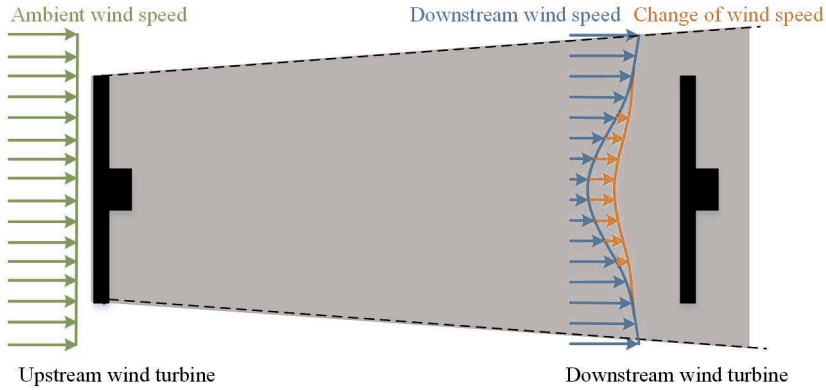 Ambient wind speed
Downstream wind speed
Change of wind speed
Upstream wind turbine
Downstream wind turbine